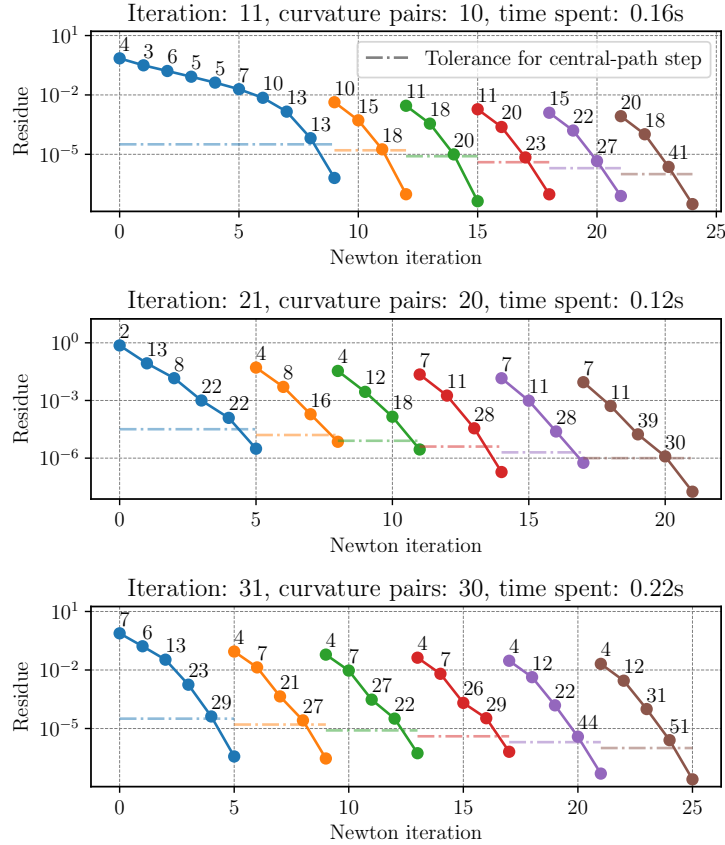 Iteration: 11, curvature pairs: 10, time spent: 0.16s
Residue
10^1
10^-2
10^-5
Tolerance for central-path step
4 3 6 5 5 7 10 13 13 10 15 18 11 18 20 11 20 23 15 22 27 20 18 41
0 5 10 15 20 25
Newton iteration
Iteration: 21, curvature pairs: 20, time spent: 0.12s
Residue
10^0
10^-3
10^-6
2 13 8 22 22 4 8 16 4 12 18 7 11 28 7 11 28 7 11 39 30
0 5 10 15 20
Newton iteration
Iteration: 31, curvature pairs: 30, time spent: 0.22s
Residue
10^1
10^-2
10^-5
7 6 13 23 29 4 7 21 27 4 7 27 22 4 7 26 29 4 12 22 44 4 12 31 51
0 5 10 15 20 25
Newton iteration